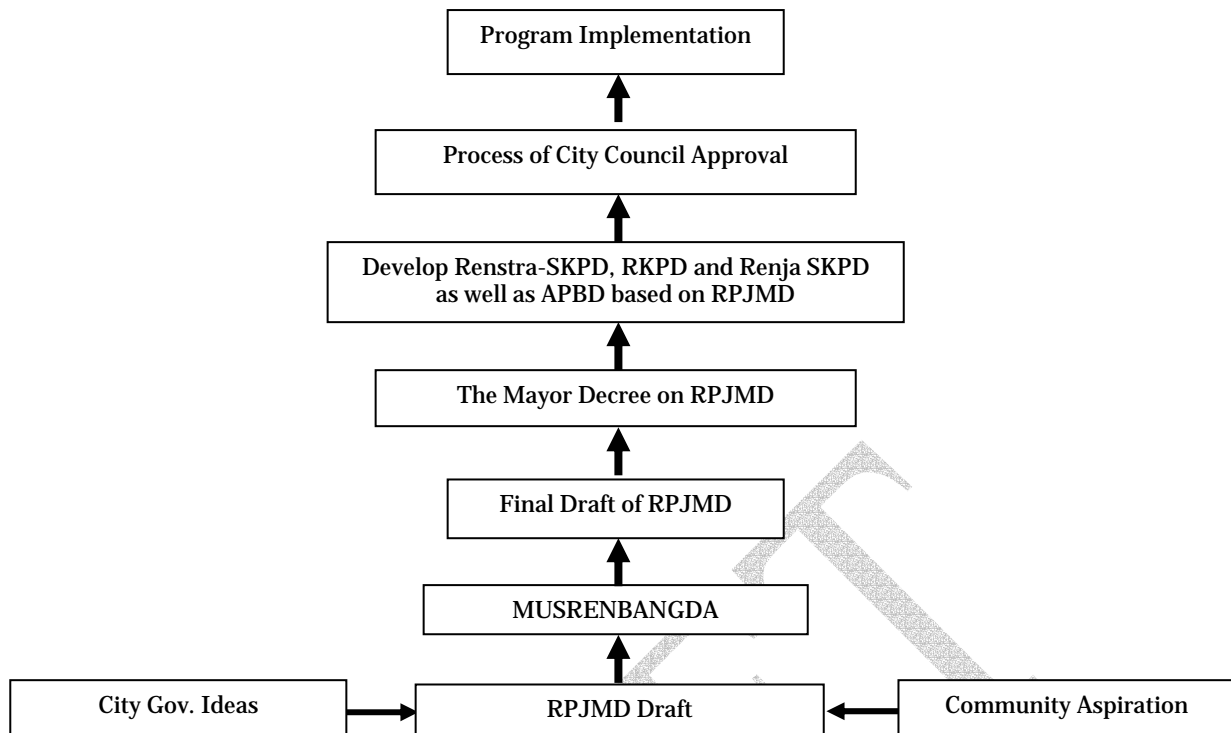 Program Implementation
Process of City Council Approval
Develop Renstra-SKPD, RKPD and Renja SKPD
as well as APBD based on RPJMD
The Mayor Decree on RPJMD
Final Draft of RPJMD
MUSRENBANGDA
City Gov. Ideas
RPJMD Draft
Community Aspiration